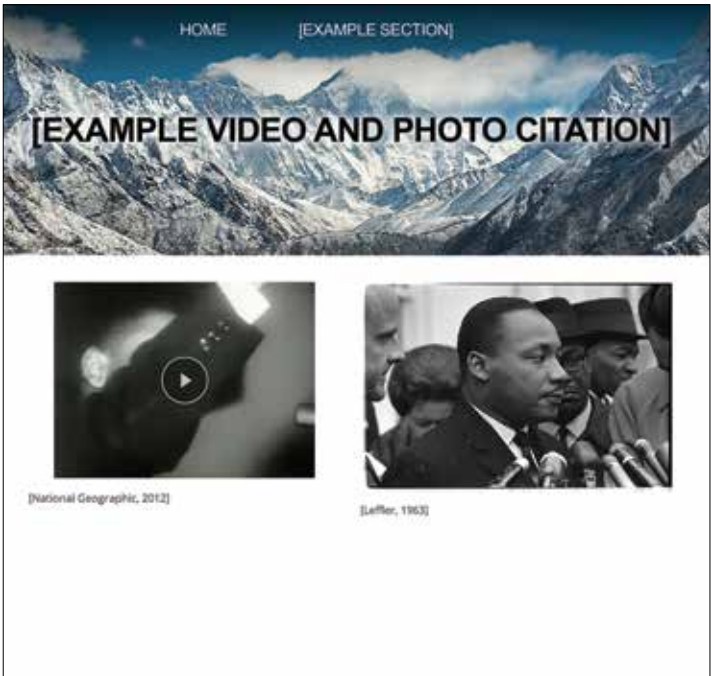 HOME [EXAMPLE SECTION]
[EXAMPLE VIDEO AND PHOTO CITATION]
[National Geographic, 2012]
[Leffler, 1963]